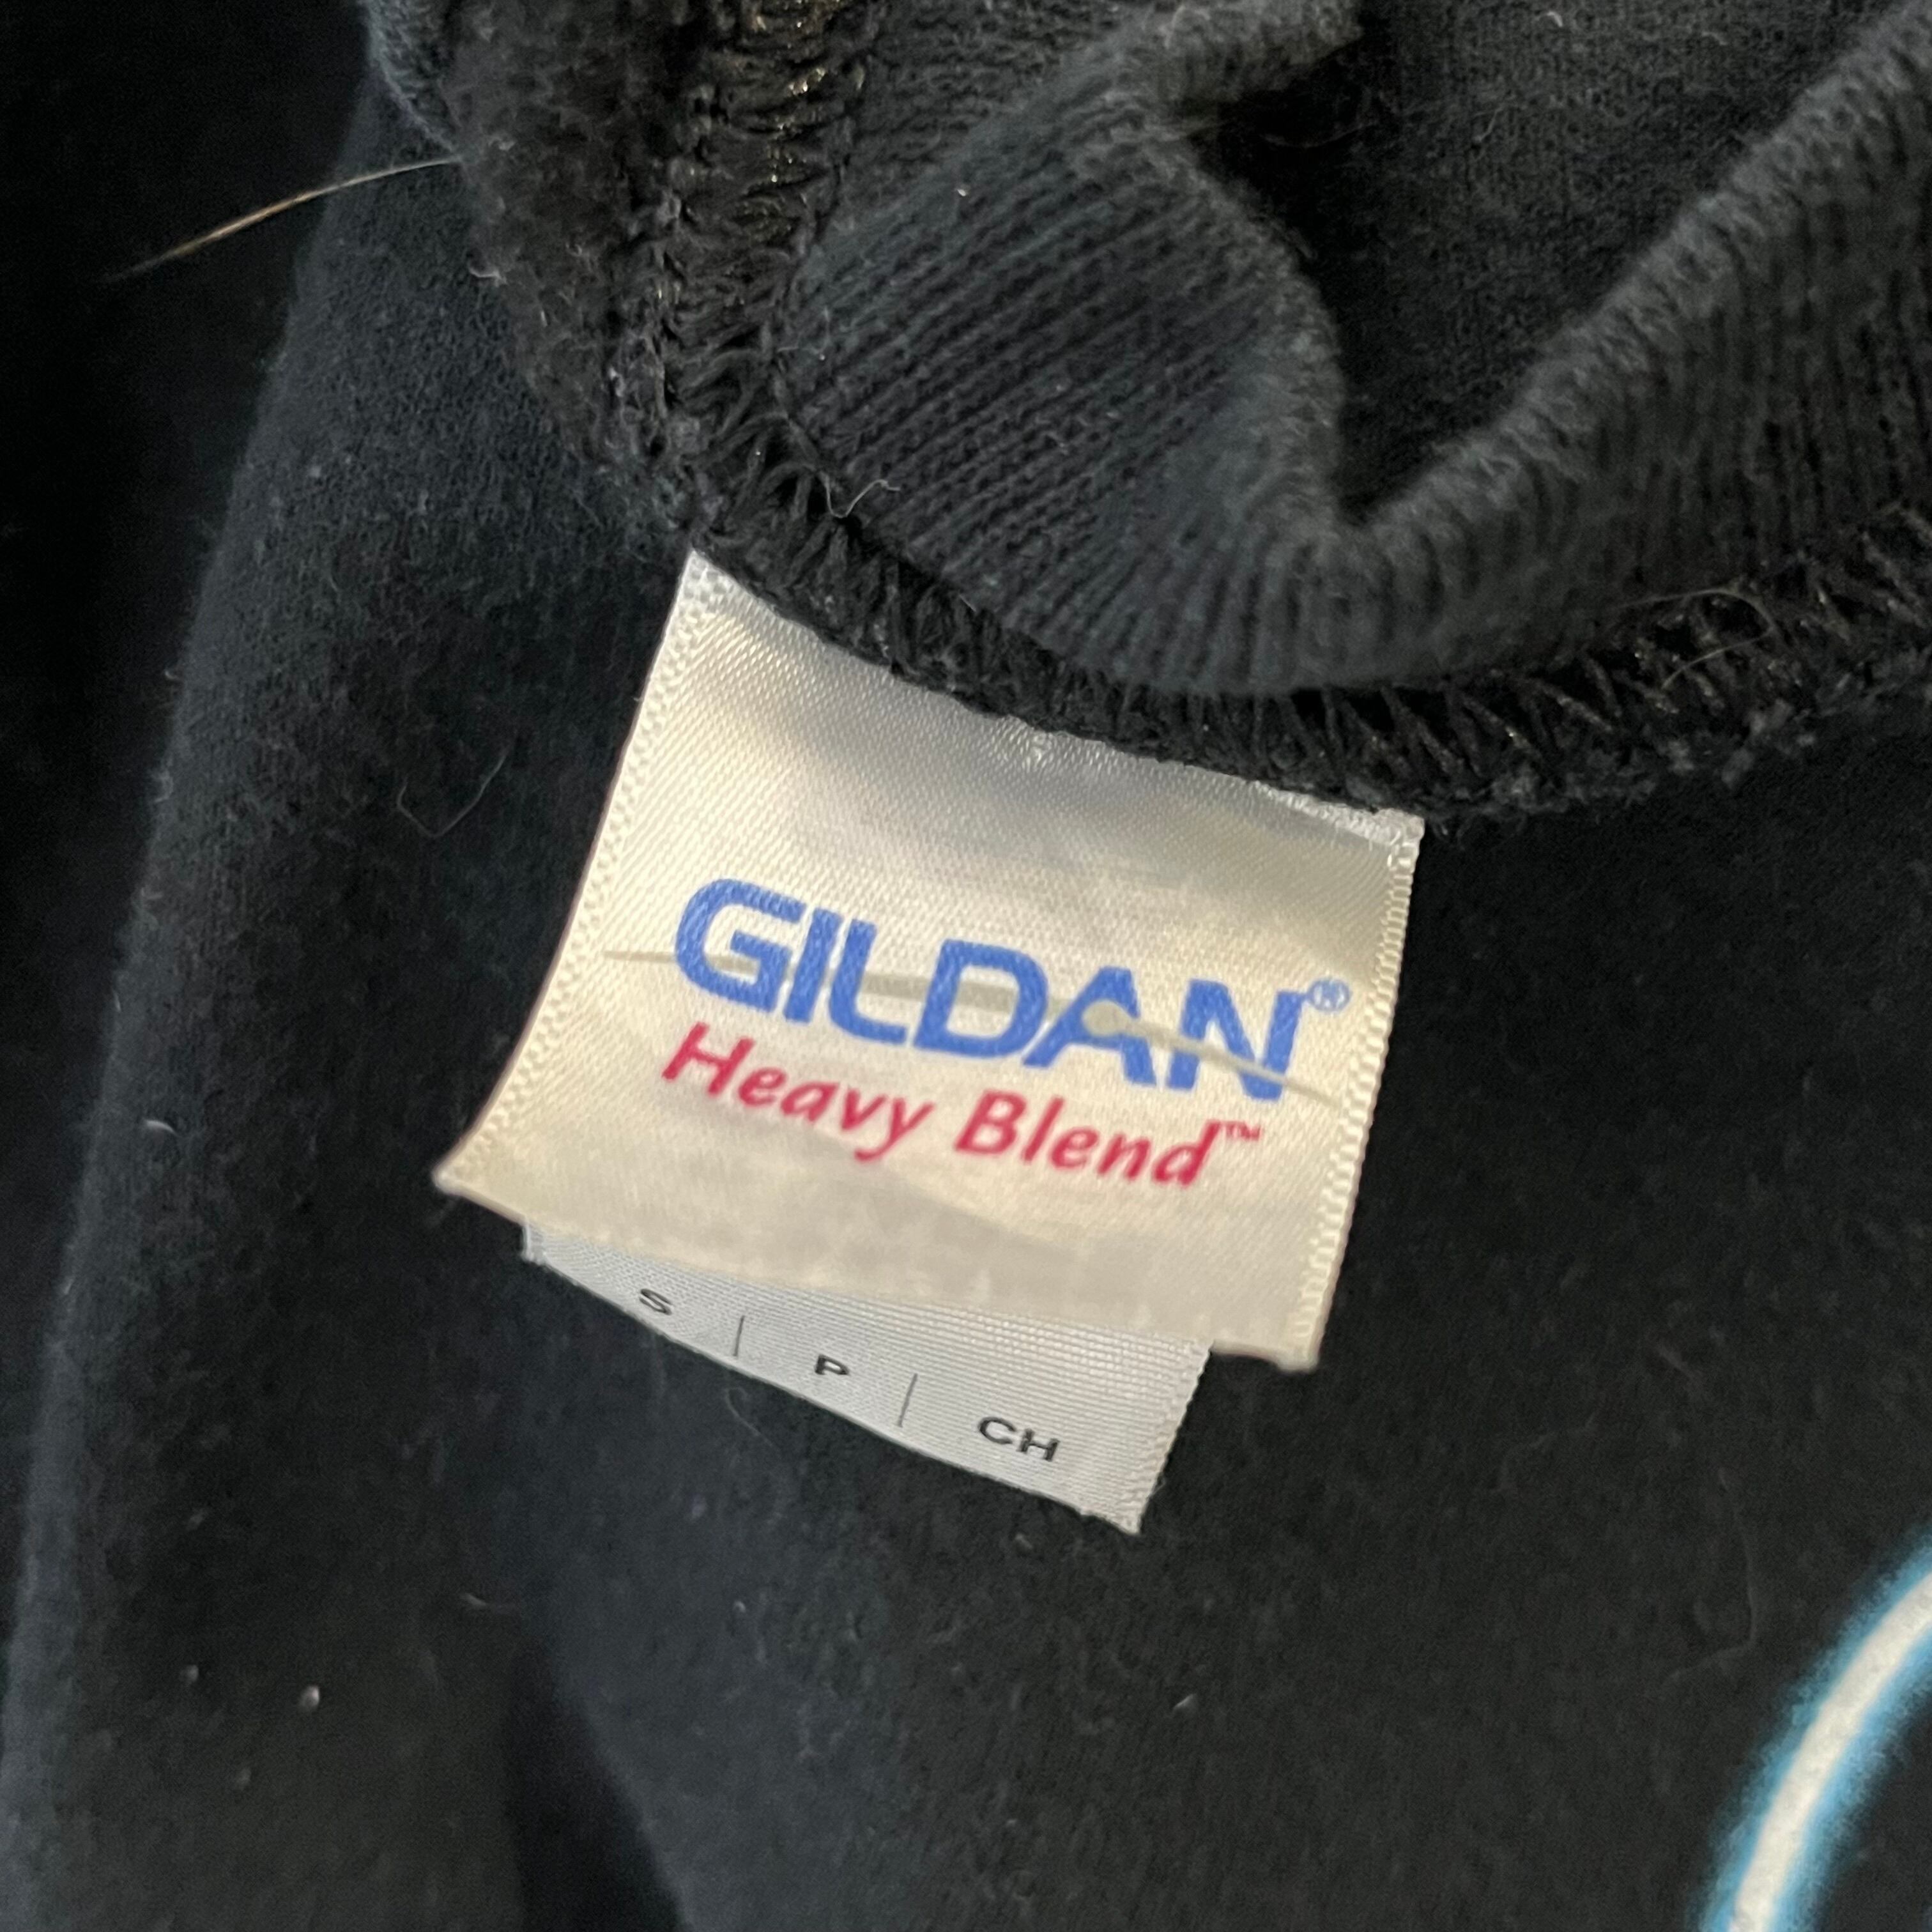 GILDAN®
Heavy Blend™
S | P | CH